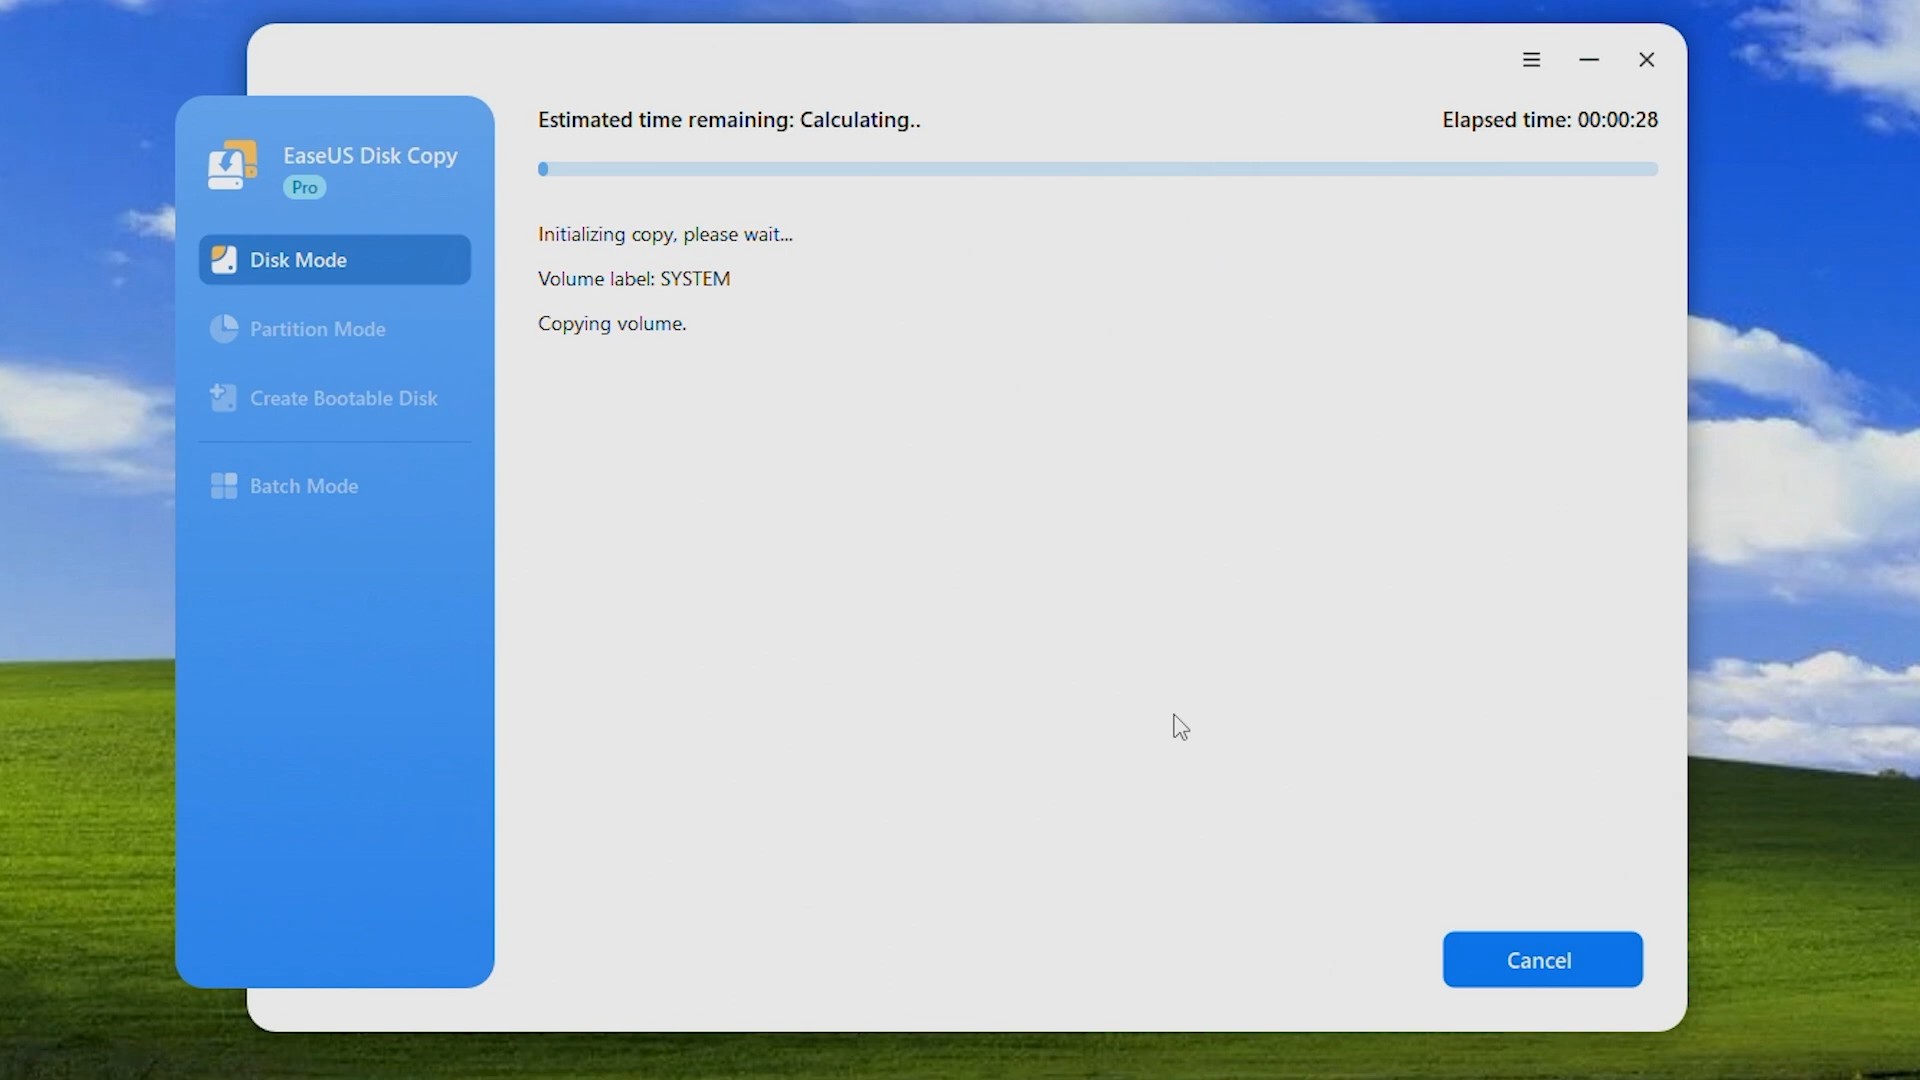 Estimated time remaining: Calculating..
Elapsed time: 00:00:28
EaseUS Disk Copy
Pro
Disk Mode
Partition Mode
Create Bootable Disk
Batch Mode
Initializing copy, please wait...
Volume label: SYSTEM
Copying volume.
Cancel